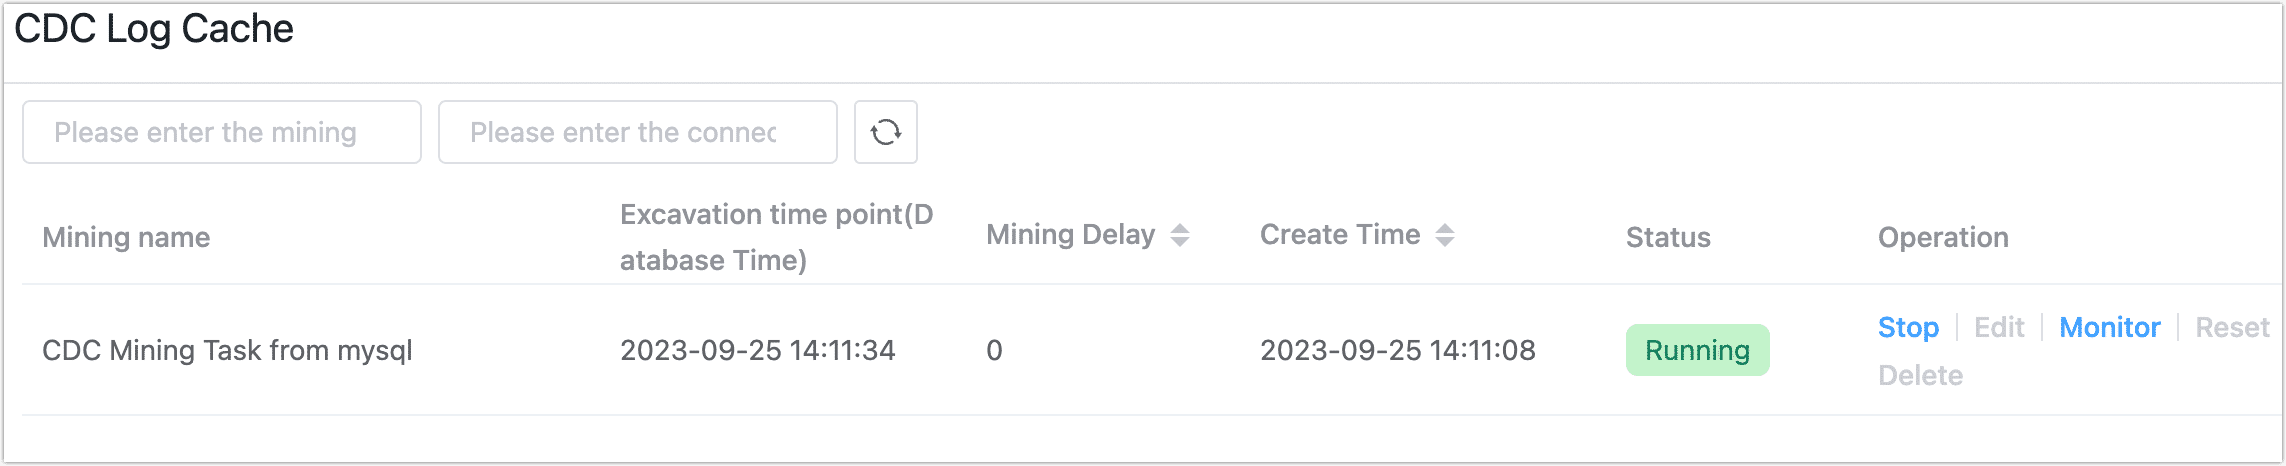 CDC Log Cache
Please enter the mining
Please enter the connec
Mining name
Excavation time point(D
atabase Time)
Mining Delay
Create Time
Status
Operation
CDC Mining Task from mysql
2023-09-25 14:11:34
0
2023-09-25 14:11:08
Running
Stop | Edit | Monitor | Reset
Delete